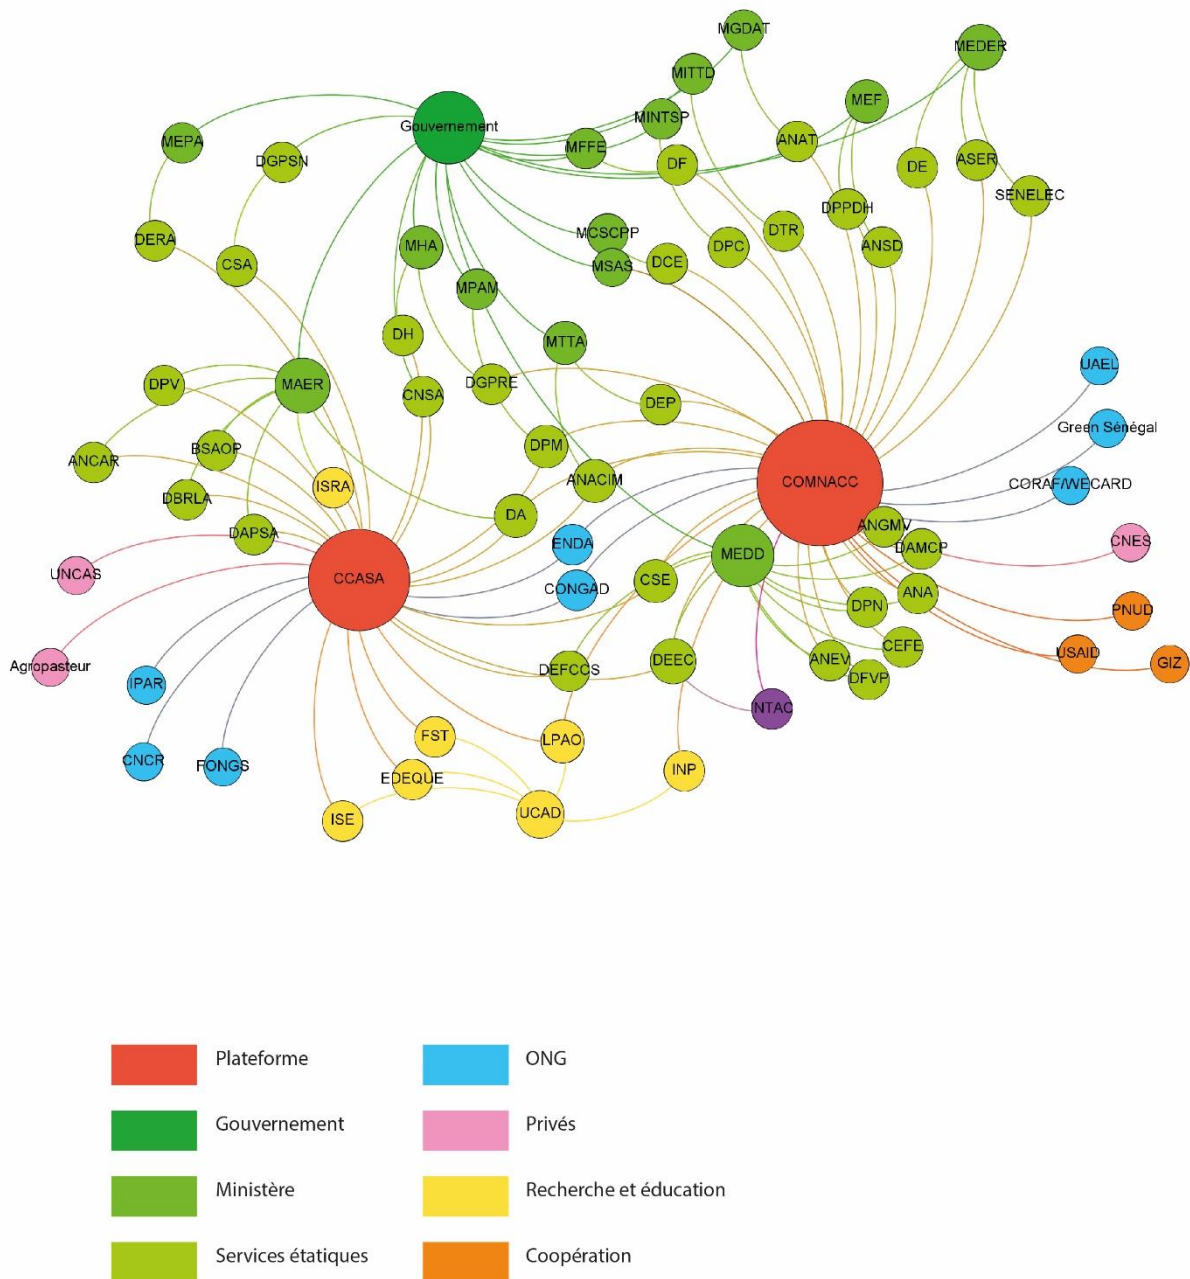 MGDAT
MEDER
MITTD
MEF
MINTSP
Gouvernement
MEPA
ANAT
MFFE
DGPSN
DF
DE
ASER
SENELEC
DPPDH
DTR
MCSCPP
DERA
MHA
DPC
ANSD
CSA
DCE
MSAS
MPAM
DH
MTTA
UAEL
DPV
MAER
DGPRE
CNSA
DEP
Green Sénégal
DPM
BSAOP
ANCAR
ANACIM
COMNACC
CORAF/WECARD
ISRA
DBRLA
DA
ANGMV
DAPSA
ENDA
CNES
DAMCP
MEDD
UNCAS
CCASA
CSE
CONGAD
ANA
DPN
PNUD
CEFE
USAID
ANEV
DEEC
GIZ
Agropasteur
DEFCCS
DFVP
IPAR
NTAC
FST
LPAO
CNCR
FONGS
INP
EDEQUE
UCAD
ISE
Plateforme
ONG
Gouvernement
Privés
Ministère
Recherche et éducation
Services étatiques
Coopération